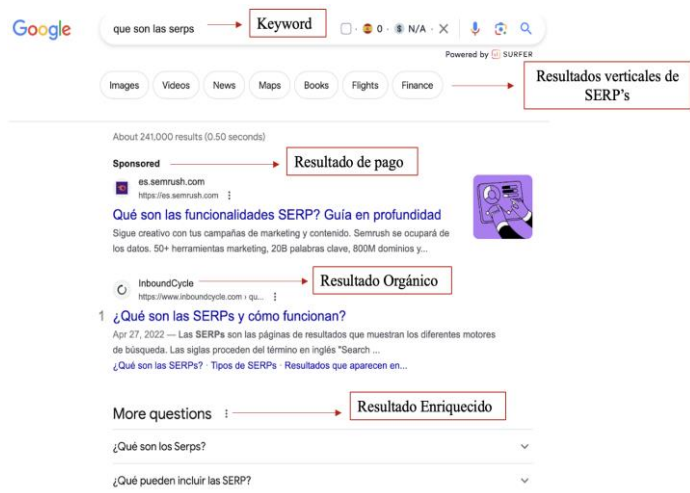 Google
que son las serps
Keyword
0 · $ N/A ·
Powered by SURFER
Images Videos News Maps Books Flights Finance
Resultados verticales de
SERP's
About 241,000 results (0.50 seconds)
Sponsored
Resultado de pago
es.semrush.com
https://es.semrush.com
Qué son las funcionalidades SERP? Guía en profundidad
Sigue creativo con tus campañas de marketing y contenido. Semrush se ocupará de
los datos. 50+ herramientas marketing, 20B palabras clave, 800M dominios y...
InboundCycle
Resultado Orgánico
https://www.inboundcycle.com › qu...
1 ¿Qué son las SERPs y cómo funcionan?
Apr 27, 2022 — Las SERPs son las páginas de resultados que muestran los diferentes motores
de búsqueda. Las siglas proceden del término en inglés "Search ...
¿Qué son las SERPs? · Tipos de SERPs · Resultados que aparecen en...
More questions
Resultado Enriquecido
¿Qué son los Serps?
¿Qué pueden incluir las SERP?